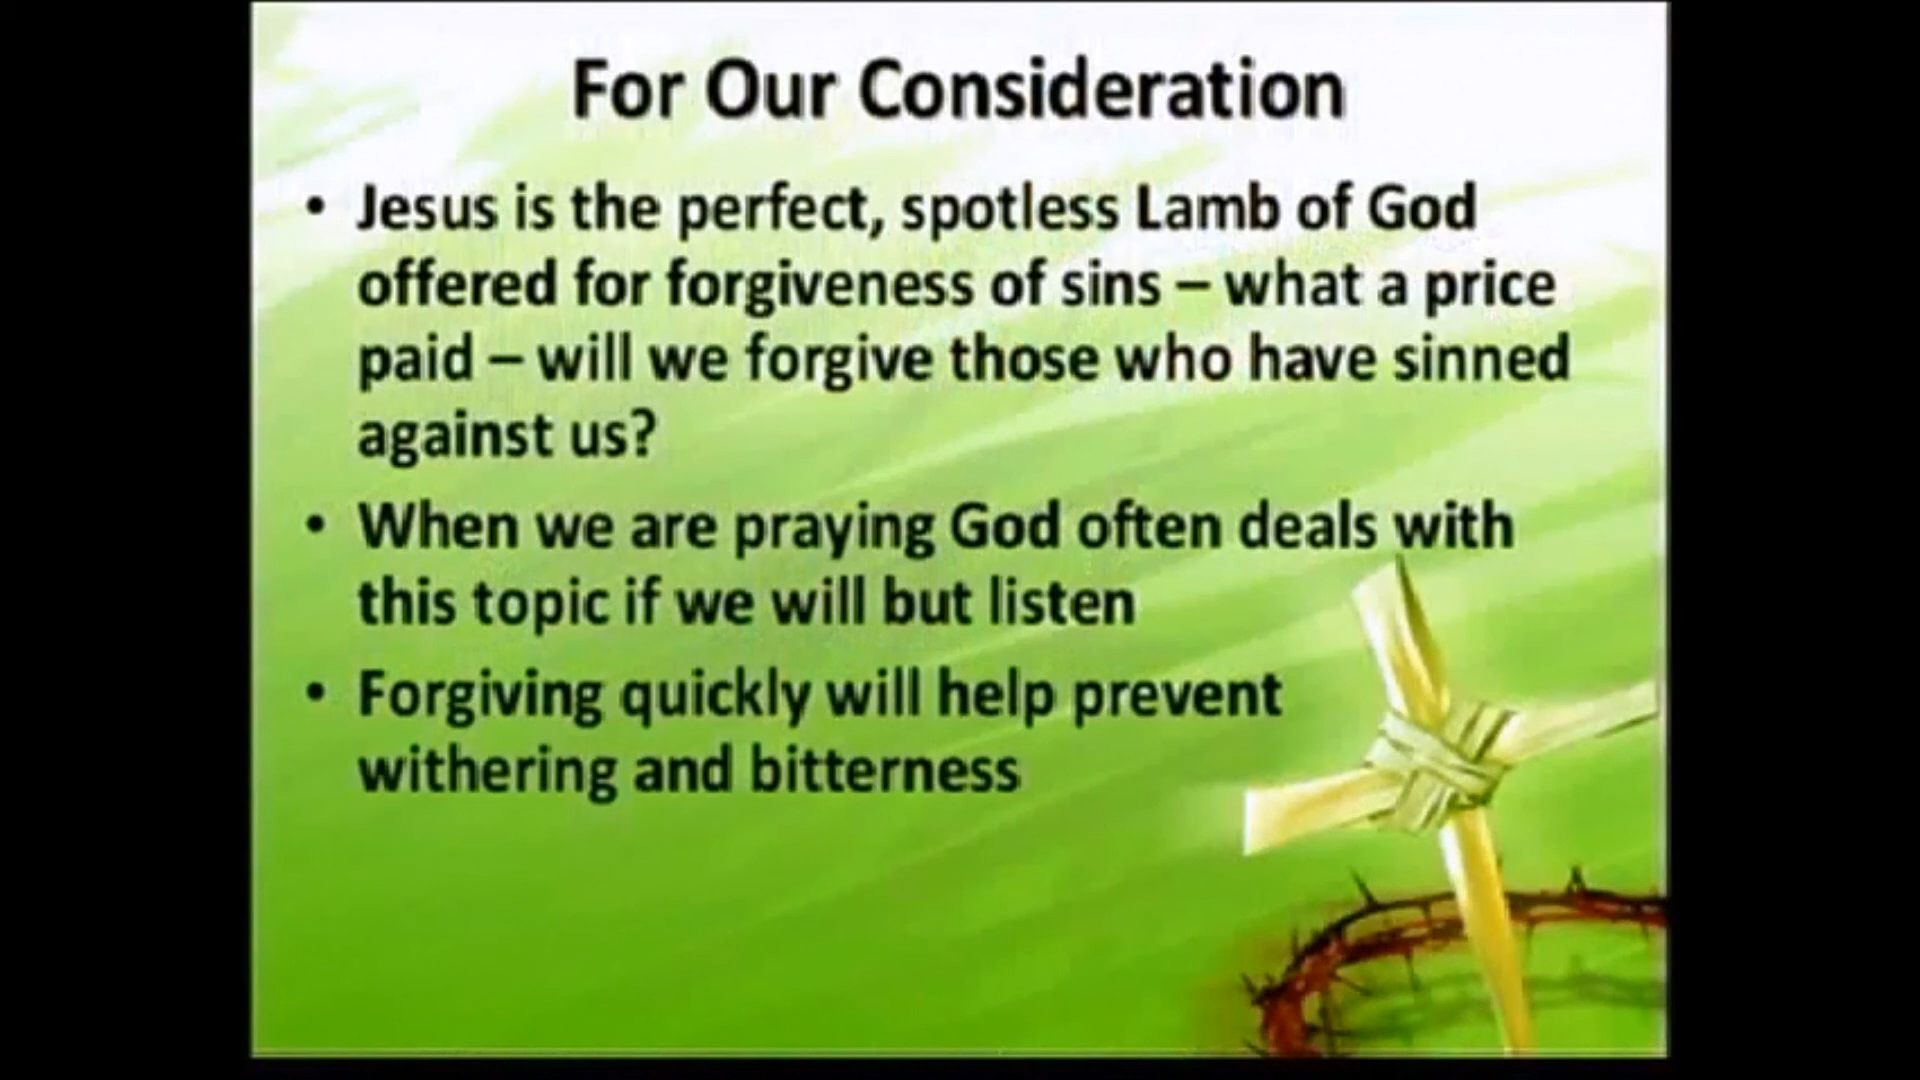 For Our Consideration
• Jesus is the perfect, spotless Lamb of God
offered for forgiveness of sins – what a price
paid – will we forgive those who have sinned
against us?
• When we are praying God often deals with
this topic if we will but listen
• Forgiving quickly will help prevent
withering and bitterness